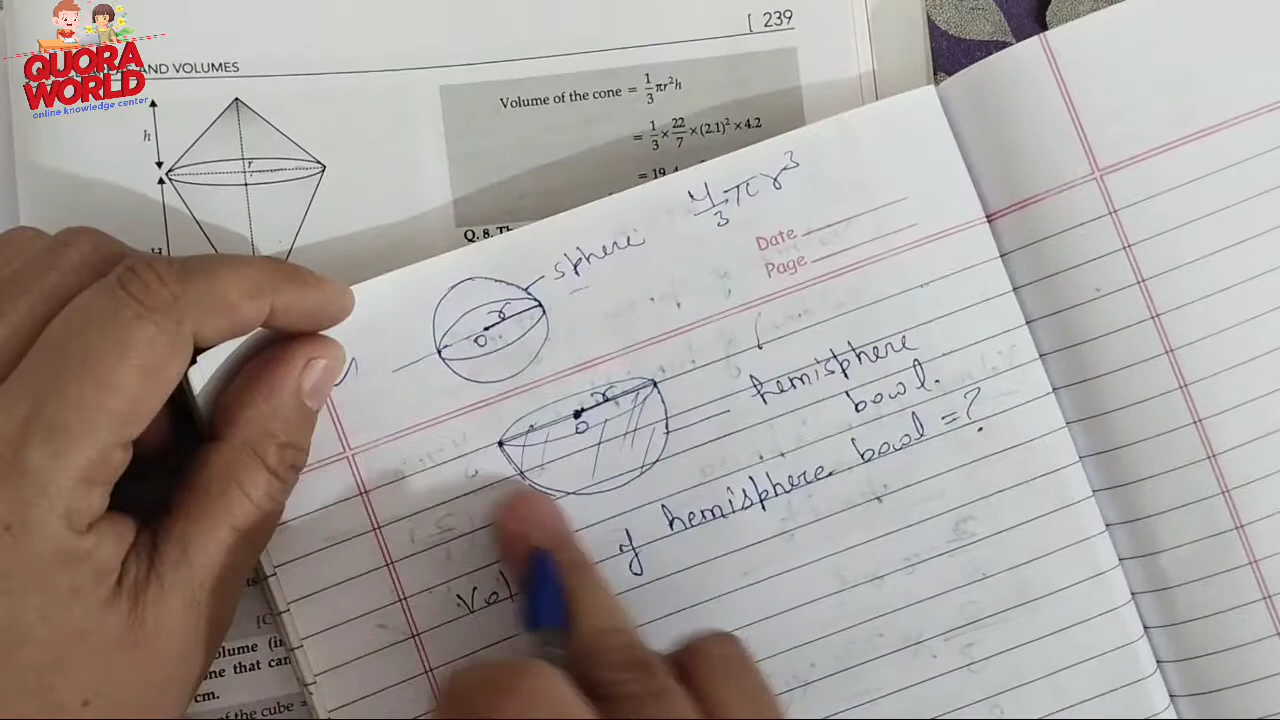 QUORA
WORLD
online knowledge center
AND VOLUMES
[ 239
h
r
Volume of the cone = 1/3 πr²h
= 1/3 × 22/7 × (2.1)² × 4.2
= 19.4
Q. 8.
4/3 πr³
sphere
Date
Page
r
O
r
O
hemisphere
bowl.
of hemisphere bowl = ?
olume (in
one that can
cm.
of the cube =